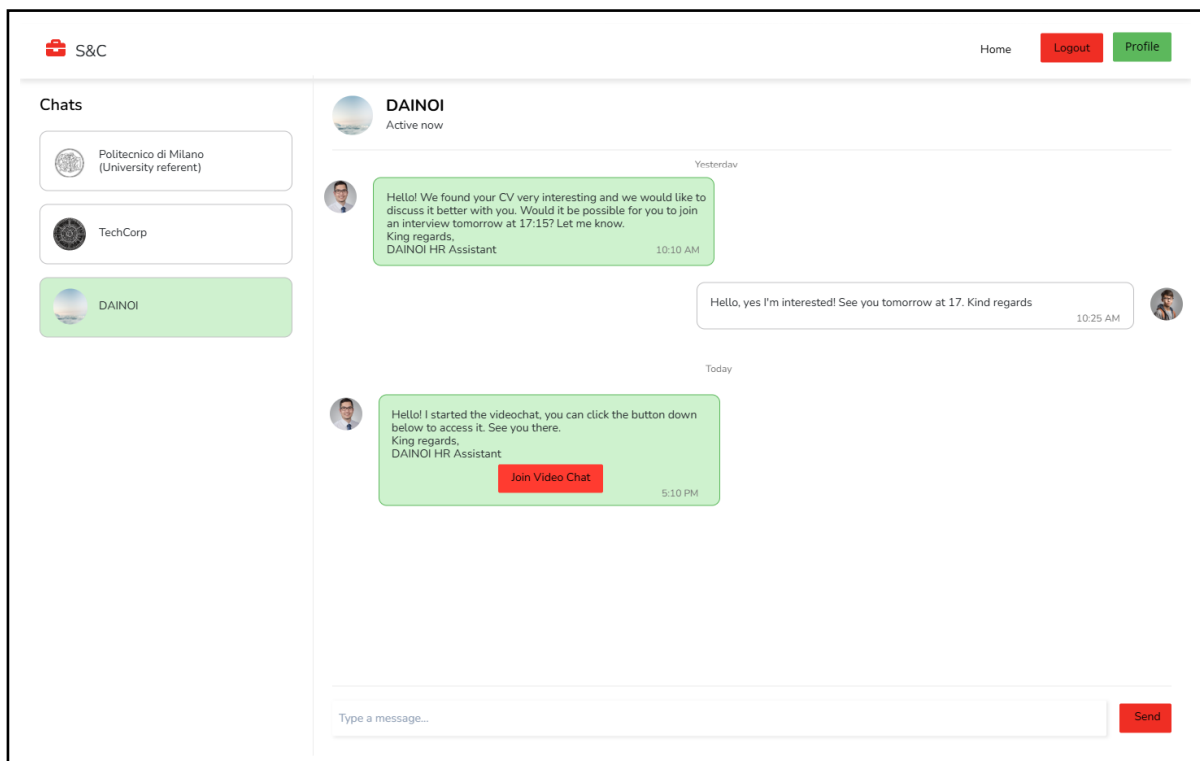 S&C
Home
Logout
Profile
Chats
Politecnico di Milano
(University referent)
TechCorp
DAINOI
DAINOI
Active now
Yesterday
Hello! We found your CV very interesting and we would like to
discuss it better with you. Would it be possible for you to join
an interview tomorrow at 17:15? Let me know.
King regards,
DAINOI HR Assistant
10:10 AM
Hello, yes I'm interested! See you tomorrow at 17. Kind regards
10:25 AM
Today
Hello! I started the videochat, you can click the button down
below to access it. See you there.
King regards,
DAINOI HR Assistant
Join Video Chat
5:10 PM
Type a message...
Send